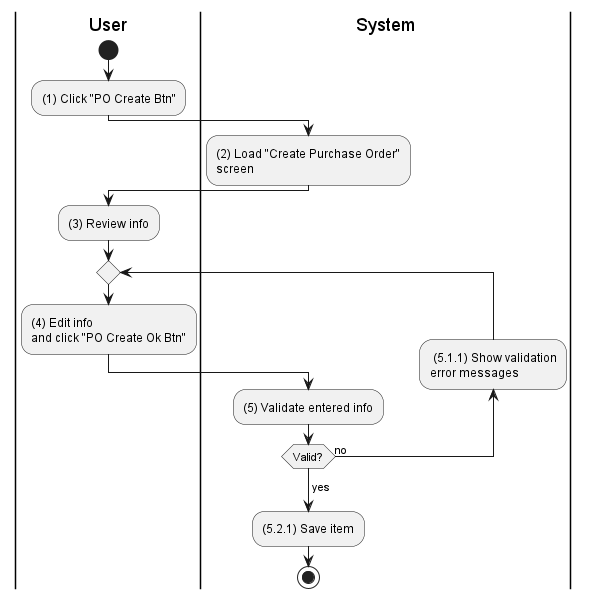 User
System
(1) Click "PO Create Btn"
(2) Load "Create Purchase Order"
screen
(3) Review info
(4) Edit info
and click "PO Create Ok Btn"
(5.1.1) Show validation
error messages
(5) Validate entered info
Valid?
no
yes
(5.2.1) Save item